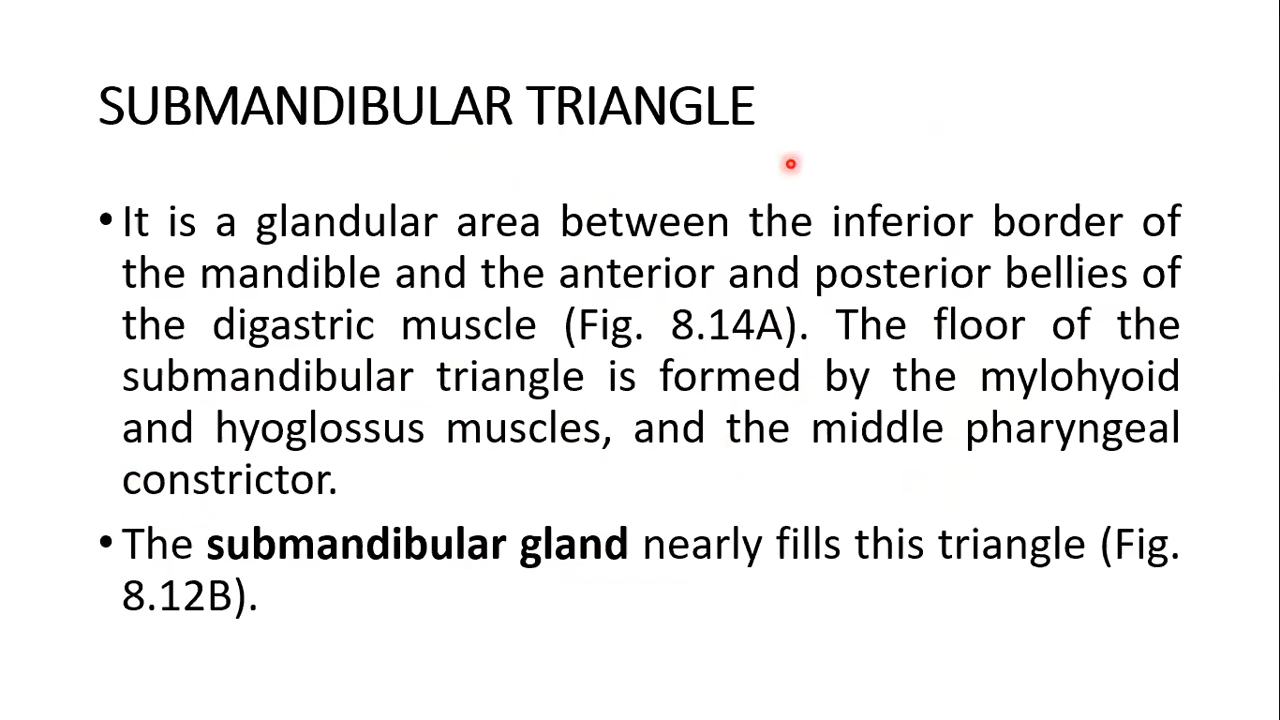 SUBMANDIBULAR TRIANGLE
• It is a glandular area between the inferior border of
the mandible and the anterior and posterior bellies of
the digastric muscle (Fig. 8.14A). The floor of the
submandibular triangle is formed by the mylohyoid
and hyoglossus muscles, and the middle pharyngeal
constrictor.
• The submandibular gland nearly fills this triangle (Fig.
8.12B).